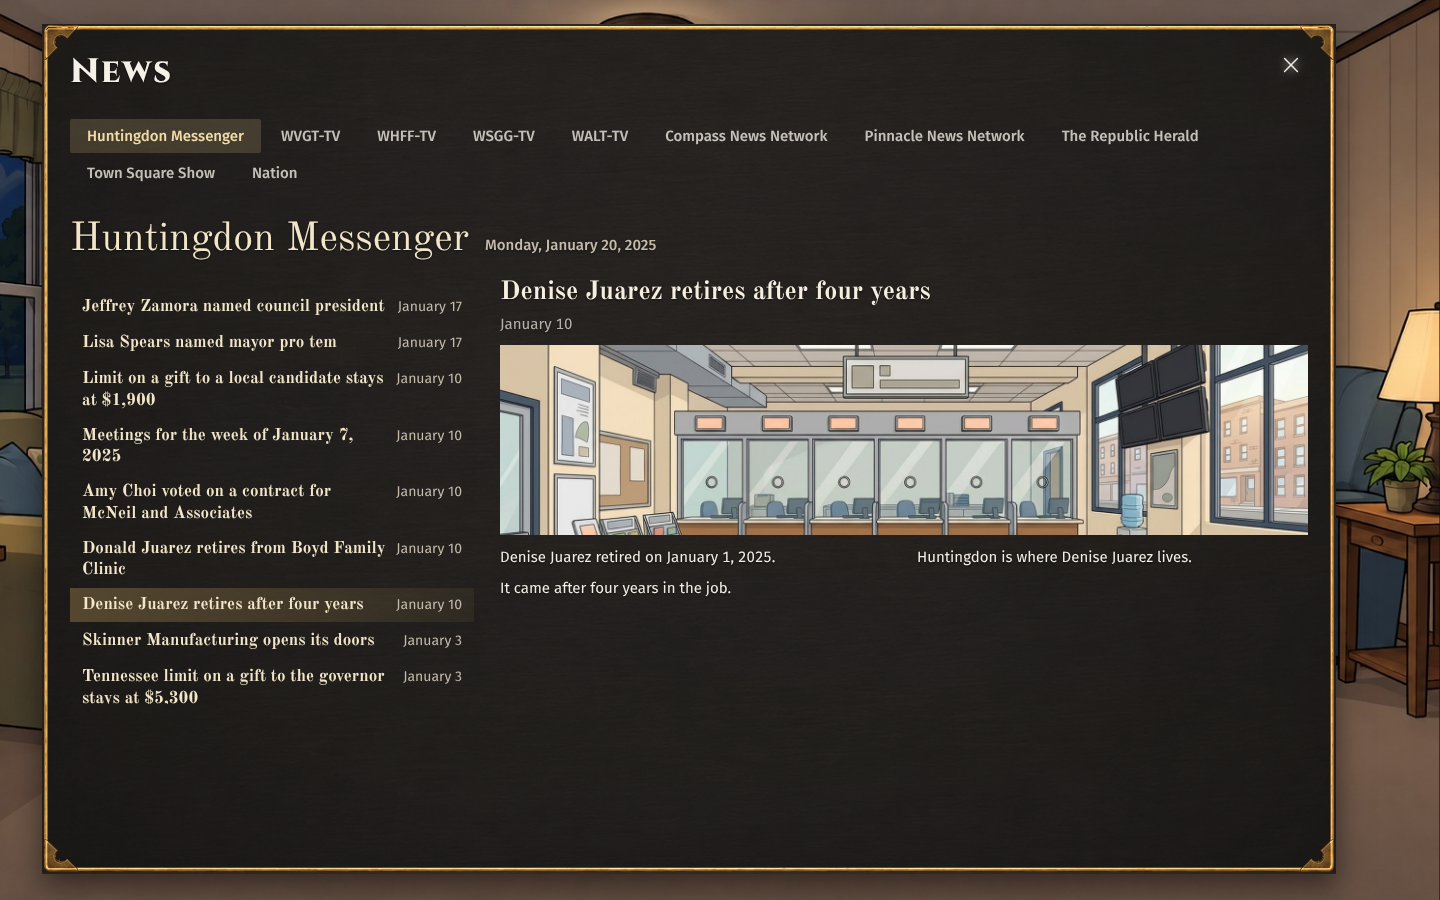 News
Huntingdon Messenger
WVGT-TV
WHFF-TV
WSGG-TV
WALT-TV
Compass News Network
Pinnacle News Network
The Republic Herald
Town Square Show
Nation
Huntingdon Messenger
Monday, January 20, 2025
Jeffrey Zamora named council president
January 17
Lisa Spears named mayor pro tem
January 17
Limit on a gift to a local candidate stays
at $1,900
January 10
Meetings for the week of January 7,
2025
January 10
Amy Choi voted on a contract for
McNeil and Associates
January 10
Donald Juarez retires from Boyd Family
Clinic
January 10
Denise Juarez retires after four years
January 10
Skinner Manufacturing opens its doors
January 3
Tennessee limit on a gift to the governor
stays at $5,300
January 3
Denise Juarez retires after four years
January 10
Denise Juarez retired on January 1, 2025.
It came after four years in the job.
Huntingdon is where Denise Juarez lives.